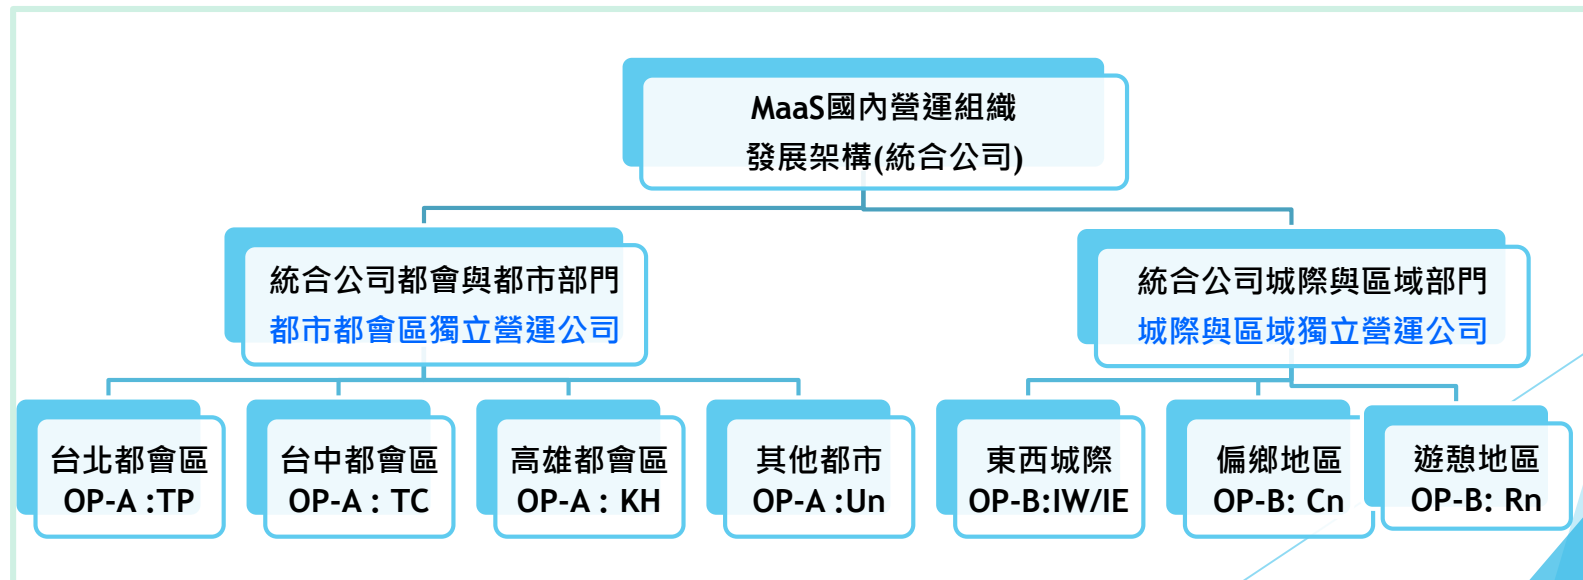 MaaS國內營運組織
發展架構(統合公司)
統合公司都會與都市部門
都市都會區獨立營運公司
統合公司城際與區域部門
城際與區域獨立營運公司
台北都會區
OP-A :TP
台中都會區
OP-A : TC
高雄都會區
OP-A : KH
其他都市
OP-A :Un
東西城際
OP-B:IW/IE
偏鄉地區
OP-B: Cn
遊憩地區
OP-B: Rn